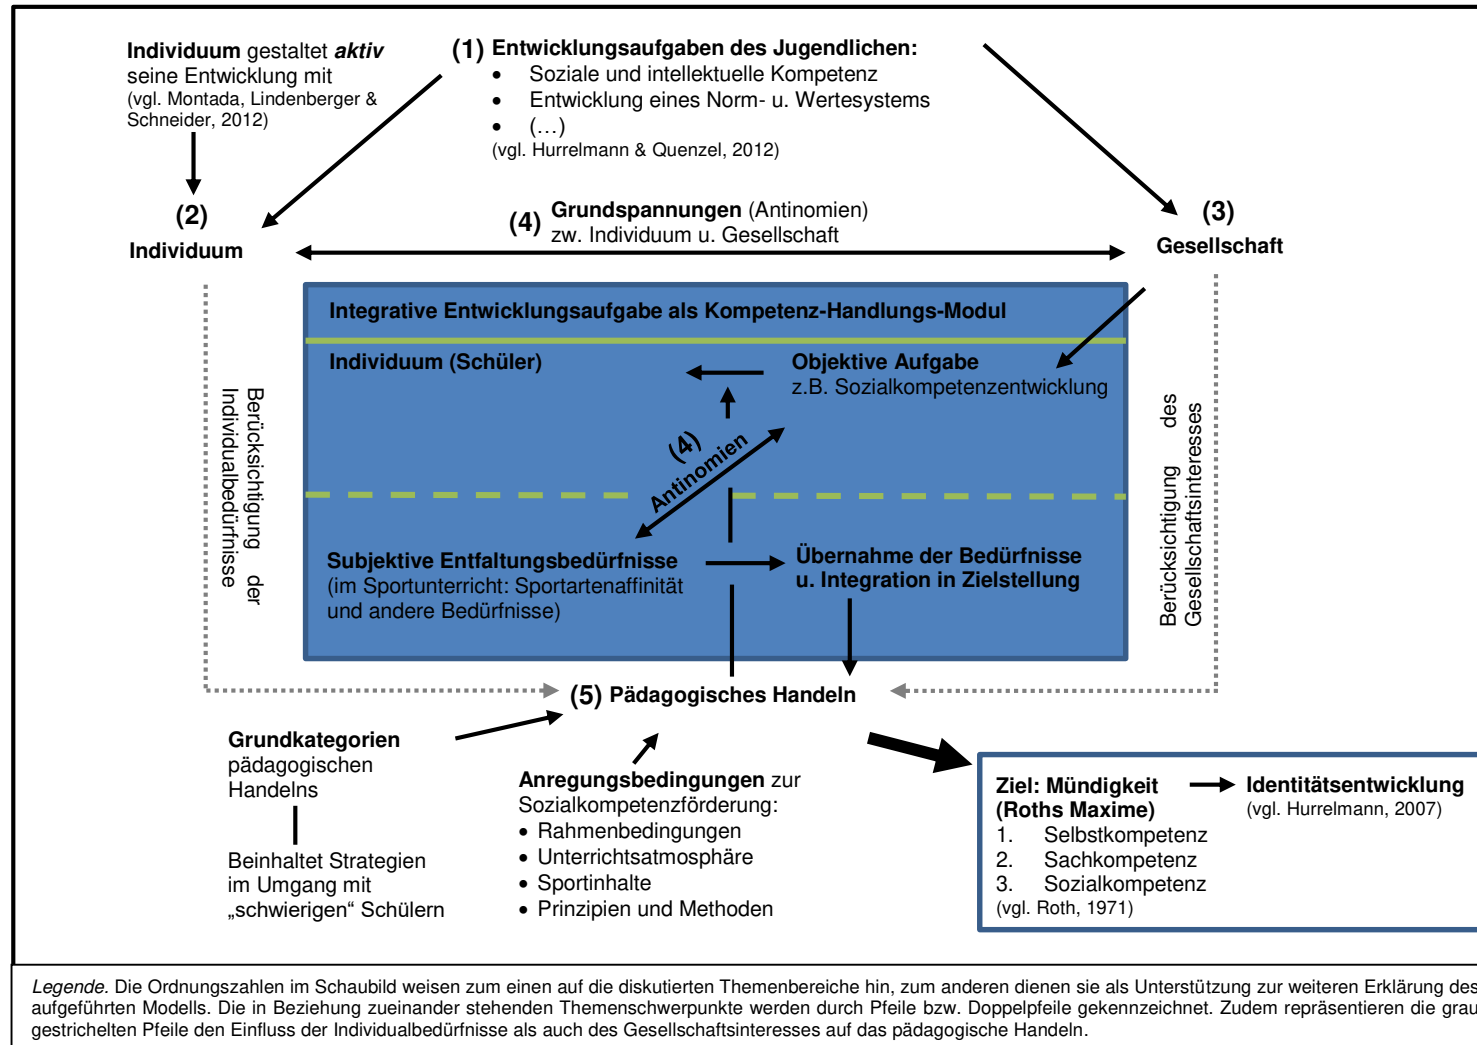 Individuum gestaltet aktiv
seine Entwicklung mit
(vgl. Montada, Lindenberger &
Schneider, 2012)
(1) Entwicklungsaufgaben des Jugendlichen:
• Soziale und intellektuelle Kompetenz
• Entwicklung eines Norm- u. Wertesystems
• (…)
(vgl. Hurrelmann & Quenzel, 2012)
(2)
Individuum
(4) Grundspannungen (Antinomien)
zw. Individuum u. Gesellschaft
(3)
Gesellschaft
Integrative Entwicklungsaufgabe als Kompetenz-Handlungs-Modul
Individuum (Schüler)
Objektive Aufgabe
z.B. Sozialkompetenzentwicklung
(4)
Antinomien
Subjektive Entfaltungsbedürfnisse
(im Sportunterricht: Sportartenaffinität
und andere Bedürfnisse)
Übernahme der Bedürfnisse
u. Integration in Zielstellung
Berücksichtigung der
Individualbedürfnisse
Berücksichtigung des
Gesellschaftsinteresses
(5) Pädagogisches Handeln
Grundkategorien
pädagogischen
Handelns
Beinhaltet Strategien
im Umgang mit
„schwierigen“ Schülern
Anregungsbedingungen zur
Sozialkompetenzförderung:
• Rahmenbedingungen
• Unterrichtsatmosphäre
• Sportinhalte
• Prinzipien und Methoden
Ziel: Mündigkeit
(Roths Maxime)
1. Selbstkompetenz
2. Sachkompetenz
3. Sozialkompetenz
(vgl. Roth, 1971)
Identitätsentwicklung
(vgl. Hurrelmann, 2007)
Legende. Die Ordnungszahlen im Schaubild weisen zum einen auf die diskutierten Themenbereiche hin, zum anderen dienen sie als Unterstützung zur weiteren Erklärung des
aufgeführten Modells. Die in Beziehung zueinander stehenden Themenschwerpunkte werden durch Pfeile bzw. Doppelpfeile gekennzeichnet. Zudem repräsentieren die grau
gestrichelten Pfeile den Einfluss der Individualbedürfnisse als auch des Gesellschaftsinteresses auf das pädagogische Handeln.